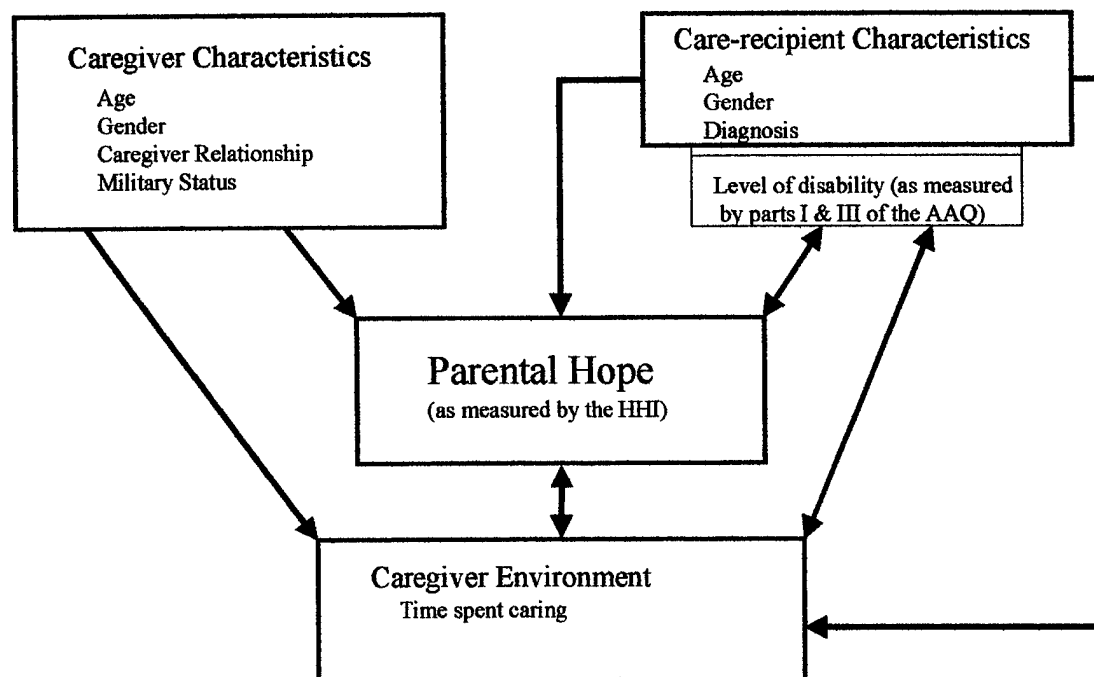 Caregiver Characteristics
Age
Gender
Caregiver Relationship
Military Status
Care-recipient Characteristics
Age
Gender
Diagnosis
Level of disability (as measured
by parts I & III of the AAQ)
Parental Hope
(as measured by the HHI)
Caregiver Environment
Time spent caring